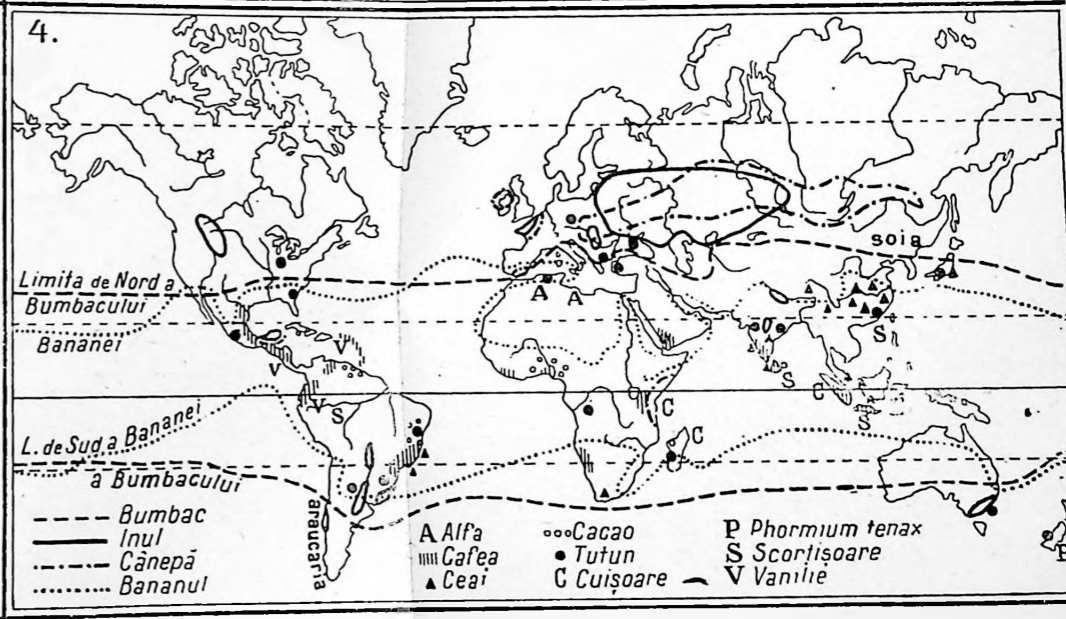 4.
soia
Limita de Nord a
Bumbacului
Bananei
A
A
S
V
V
S
C
C
S
V
S
C
L. de Sud a Bananei
a Bumbacului
araucaria
P
Bumbac
Inul
Cânepă
Bananul
A Alfa
Cafea
Ceai
Cacao
Tutun
C Cuișoare
P Phormium tenax
S Scorțișoare
V Vanilie